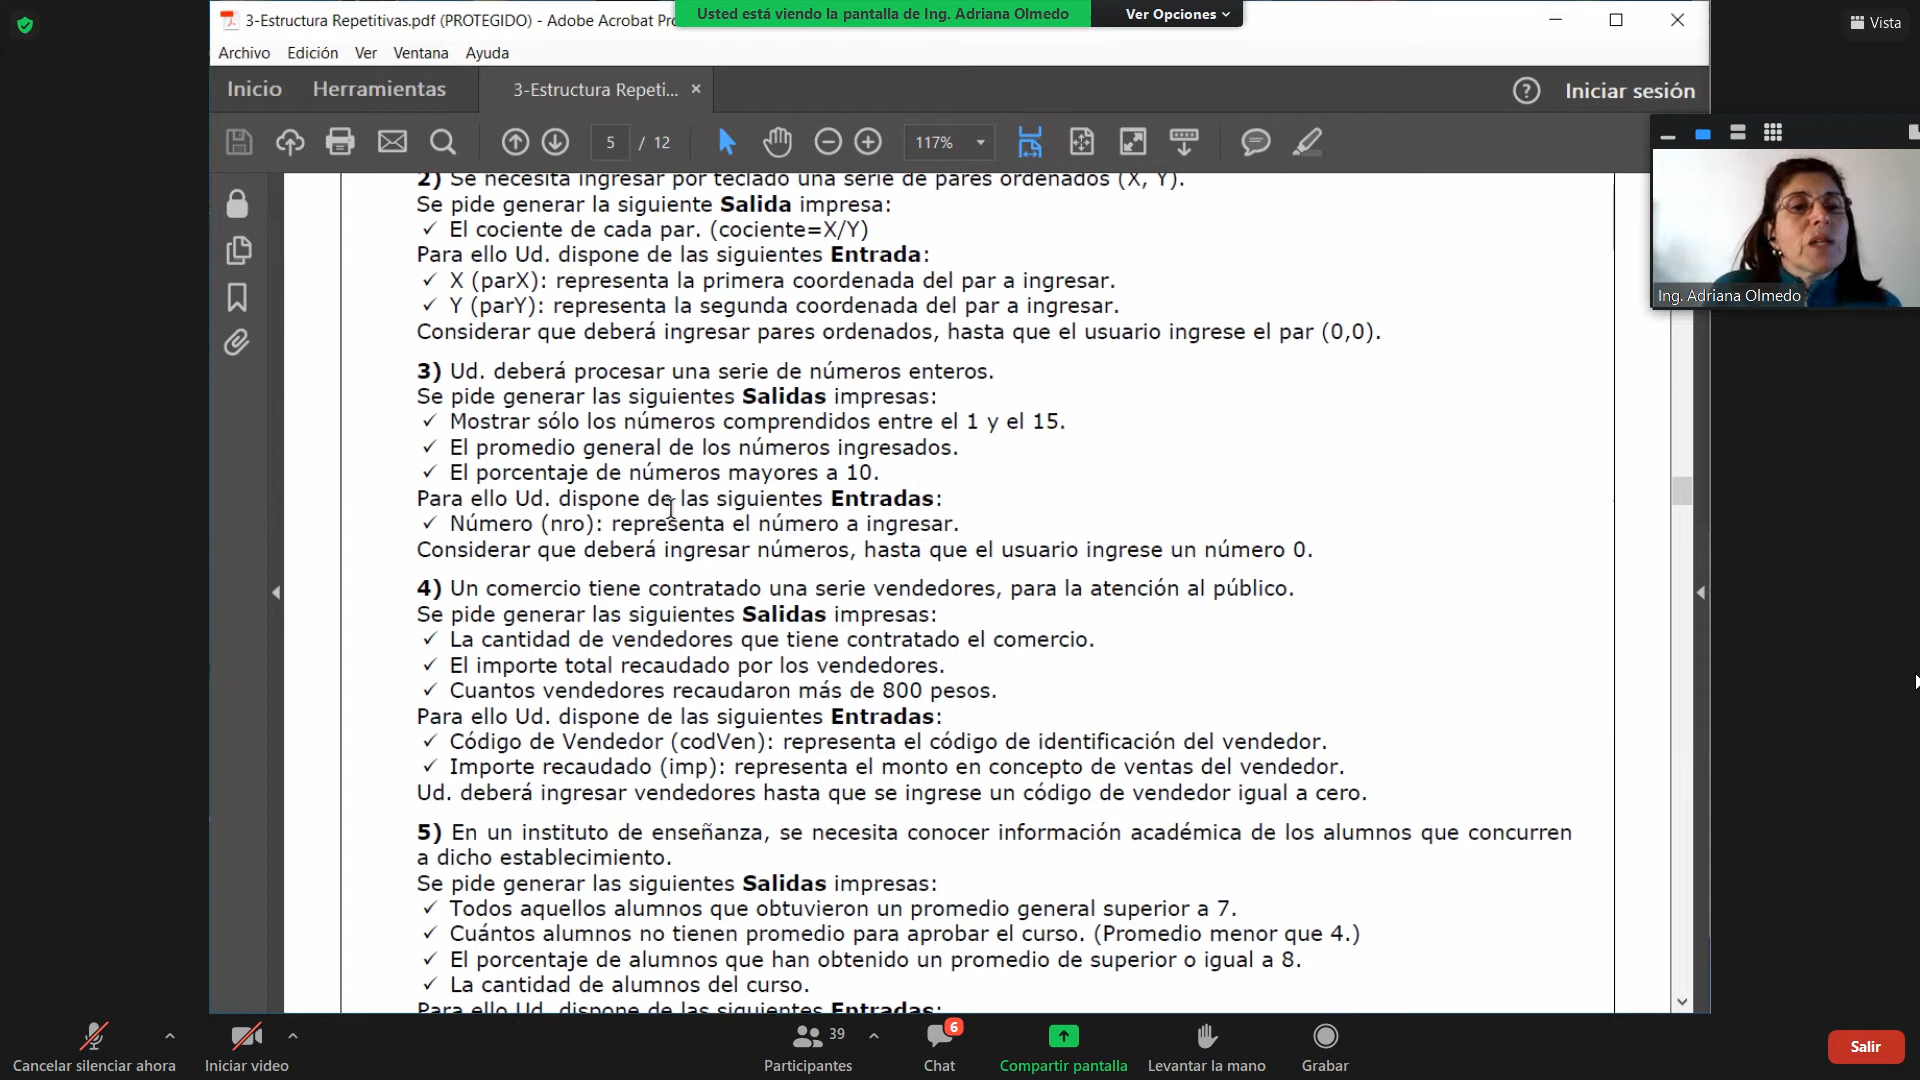 3-Estructura Repetitivas.pdf (PROTEGIDO) - Adobe Acrobat Pro
Usted está viendo la pantalla de Ing. Adriana Olmedo
Ver Opciones
Vista
Archivo Edición Ver Ventana Ayuda
Inicio Herramientas 3-Estructura Repeti... × Iniciar sesión
5 / 12 117%
2) Se necesita ingresar por teclado una serie de pares ordenados (X, Y).
Se pide generar la siguiente Salida impresa:
✓ El cociente de cada par. (cociente=X/Y)
Para ello Ud. dispone de las siguientes Entrada:
✓ X (parX): representa la primera coordenada del par a ingresar.
✓ Y (parY): representa la segunda coordenada del par a ingresar.
Considerar que deberá ingresar pares ordenados, hasta que el usuario ingrese el par (0,0).
3) Ud. deberá procesar una serie de números enteros.
Se pide generar las siguientes Salidas impresas:
✓ Mostrar sólo los números comprendidos entre el 1 y el 15.
✓ El promedio general de los números ingresados.
✓ El porcentaje de números mayores a 10.
Para ello Ud. dispone de las siguientes Entradas:
✓ Número (nro): representa el número a ingresar.
Considerar que deberá ingresar números, hasta que el usuario ingrese un número 0.
4) Un comercio tiene contratado una serie vendedores, para la atención al público.
Se pide generar las siguientes Salidas impresas:
✓ La cantidad de vendedores que tiene contratado el comercio.
✓ El importe total recaudado por los vendedores.
✓ Cuantos vendedores recaudaron más de 800 pesos.
Para ello Ud. dispone de las siguientes Entradas:
✓ Código de Vendedor (codVen): representa el código de identificación del vendedor.
✓ Importe recaudado (imp): representa el monto en concepto de ventas del vendedor.
Ud. deberá ingresar vendedores hasta que se ingrese un código de vendedor igual a cero.
5) En un instituto de enseñanza, se necesita conocer información académica de los alumnos que concurren
a dicho establecimiento.
Se pide generar las siguientes Salidas impresas:
✓ Todos aquellos alumnos que obtuvieron un promedio general superior a 7.
✓ Cuántos alumnos no tienen promedio para aprobar el curso. (Promedio menor que 4.)
✓ El porcentaje de alumnos que han obtenido un promedio de superior o igual a 8.
✓ La cantidad de alumnos del curso.
Para ello Ud. dispone de las siguientes Entradas:
Ing. Adriana Olmedo
Cancelar silenciar ahora
Iniciar video
39
Participantes
6
Chat
Compartir pantalla
Levantar la mano
Grabar
Salir